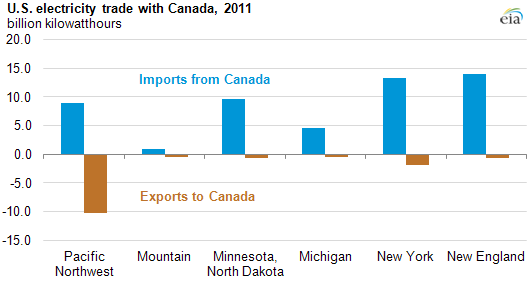 U.S. electricity trade with Canada, 2011
billion kilowatthours
eia
20.0
15.0
10.0
5.0
0.0
-5.0
-10.0
-15.0
Imports from Canada
Exports to Canada
Pacific
Northwest
Mountain
Minnesota,
North Dakota
Michigan
New York
New England